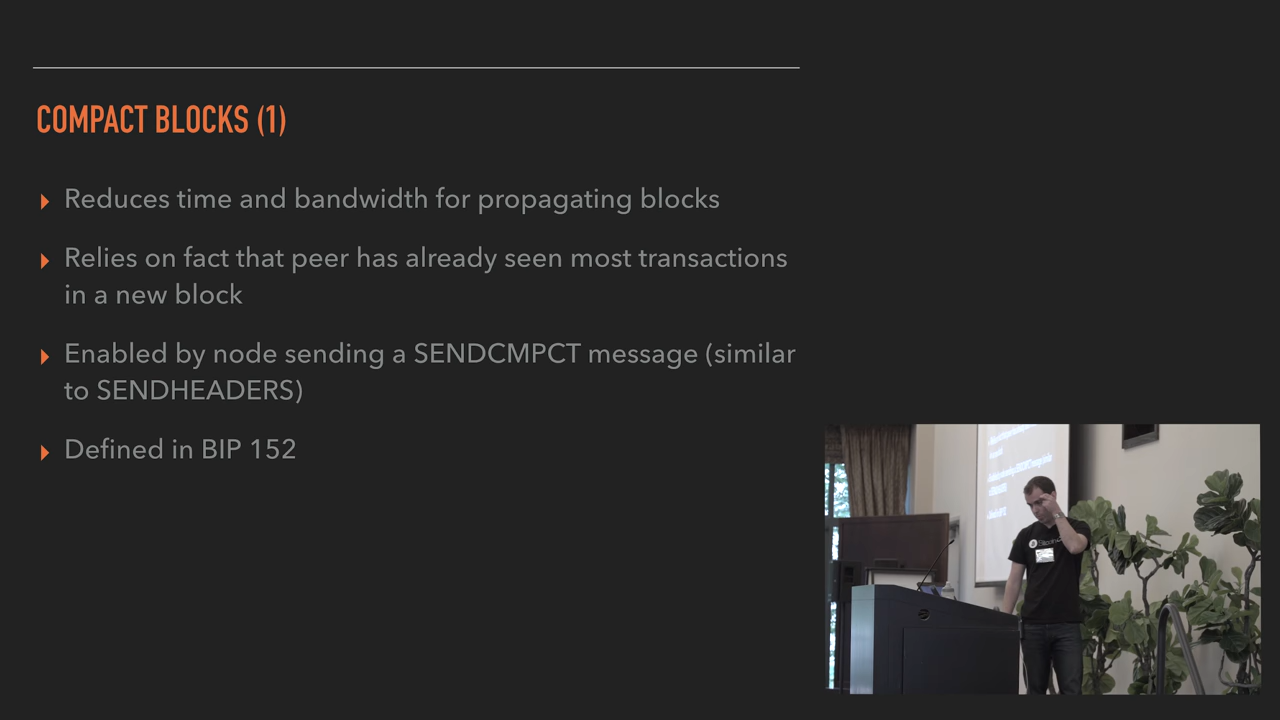 COMPACT BLOCKS (1)
Reduces time and bandwidth for propagating blocks
Relies on fact that peer has already seen most transactions
in a new block
Enabled by node sending a SENDCMPCT message (similar
to SENDHEADERS)
Defined in BIP 152